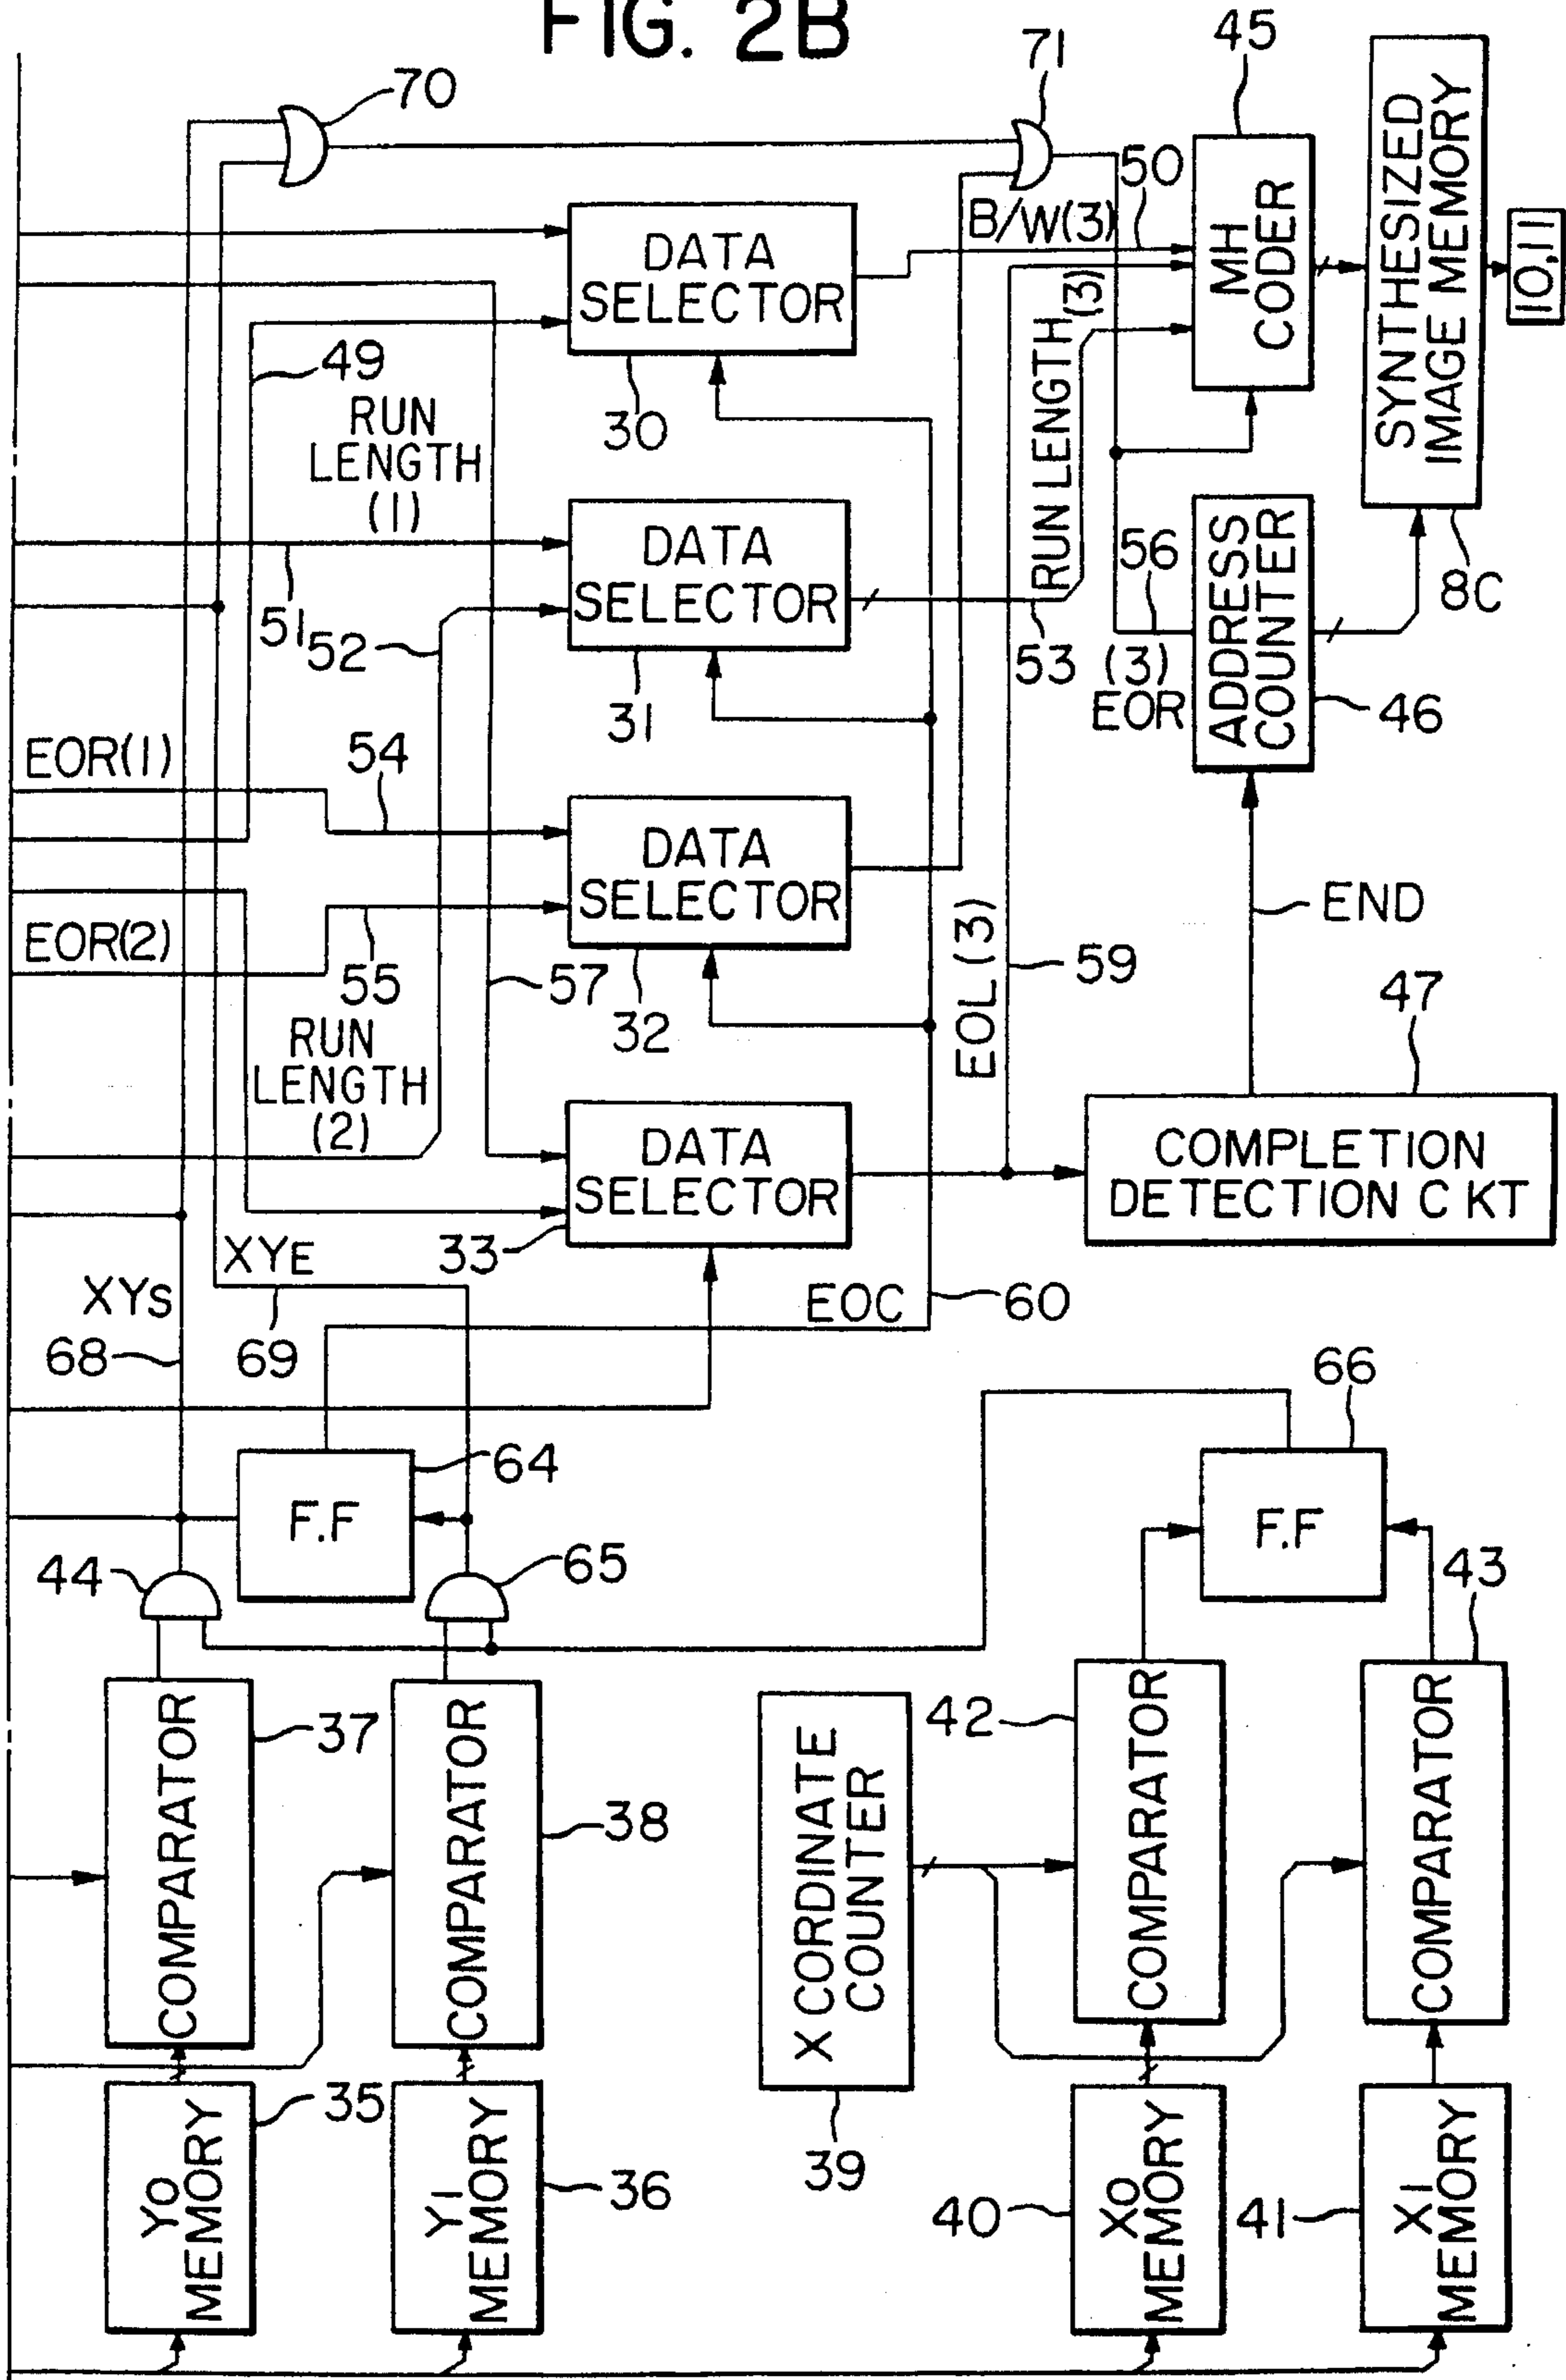 FIG. 2B
70
71
45
50
B/W(3)
DATA
SELECTOR
30
MH
CODER
SYNTHESIZED
IMAGE MEMORY
10,11
49
RUN
LENGTH
(1)
RUN LENGTH(3)
DATA
SELECTOR
31
51
52
53
56
(3)
EOR
ADDRESS
COUNTER
46
8C
EOR(1)
54
DATA
SELECTOR
32
EOR(2)
55
57
END
EOL(3)
59
47
RUN
LENGTH
(2)
DATA
SELECTOR
33
COMPLETION
DETECTION CKT
XYE
XYS
EOC
60
68
69
66
64
F.F
F.F
44
65
43
COMPARATOR
37
COMPARATOR
38
X CORDINATE
COUNTER
39
42
COMPARATOR
COMPARATOR
Y0
MEMORY
35
Y1
MEMORY
36
40
X0
MEMORY
41
X1
MEMORY